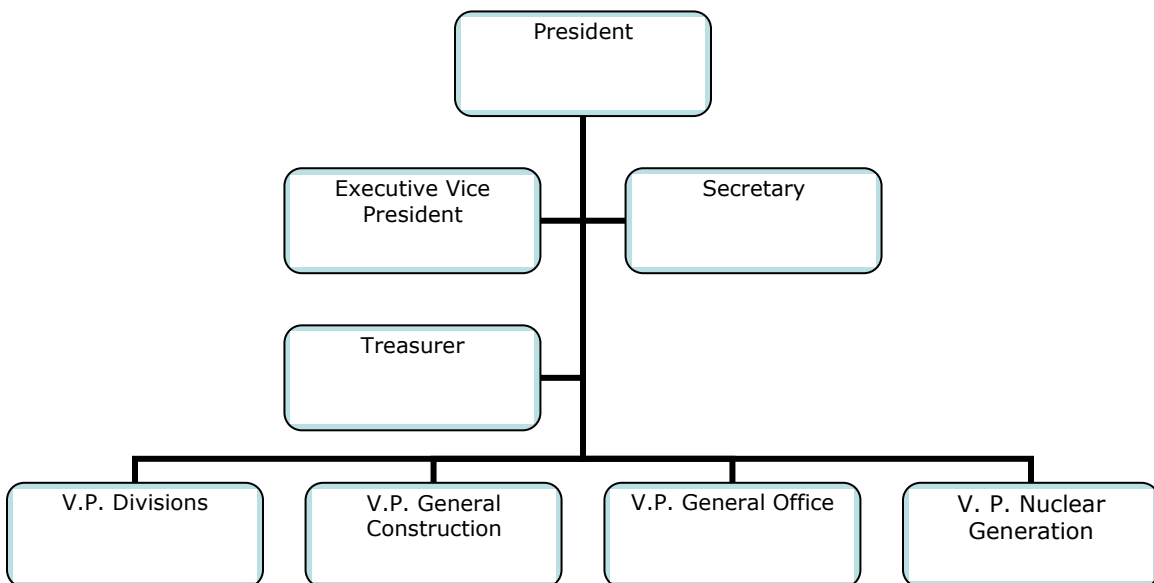 President
Executive Vice
President
Secretary
Treasurer
V.P. Divisions
V.P. General
Construction
V.P. General Office
V. P. Nuclear
Generation